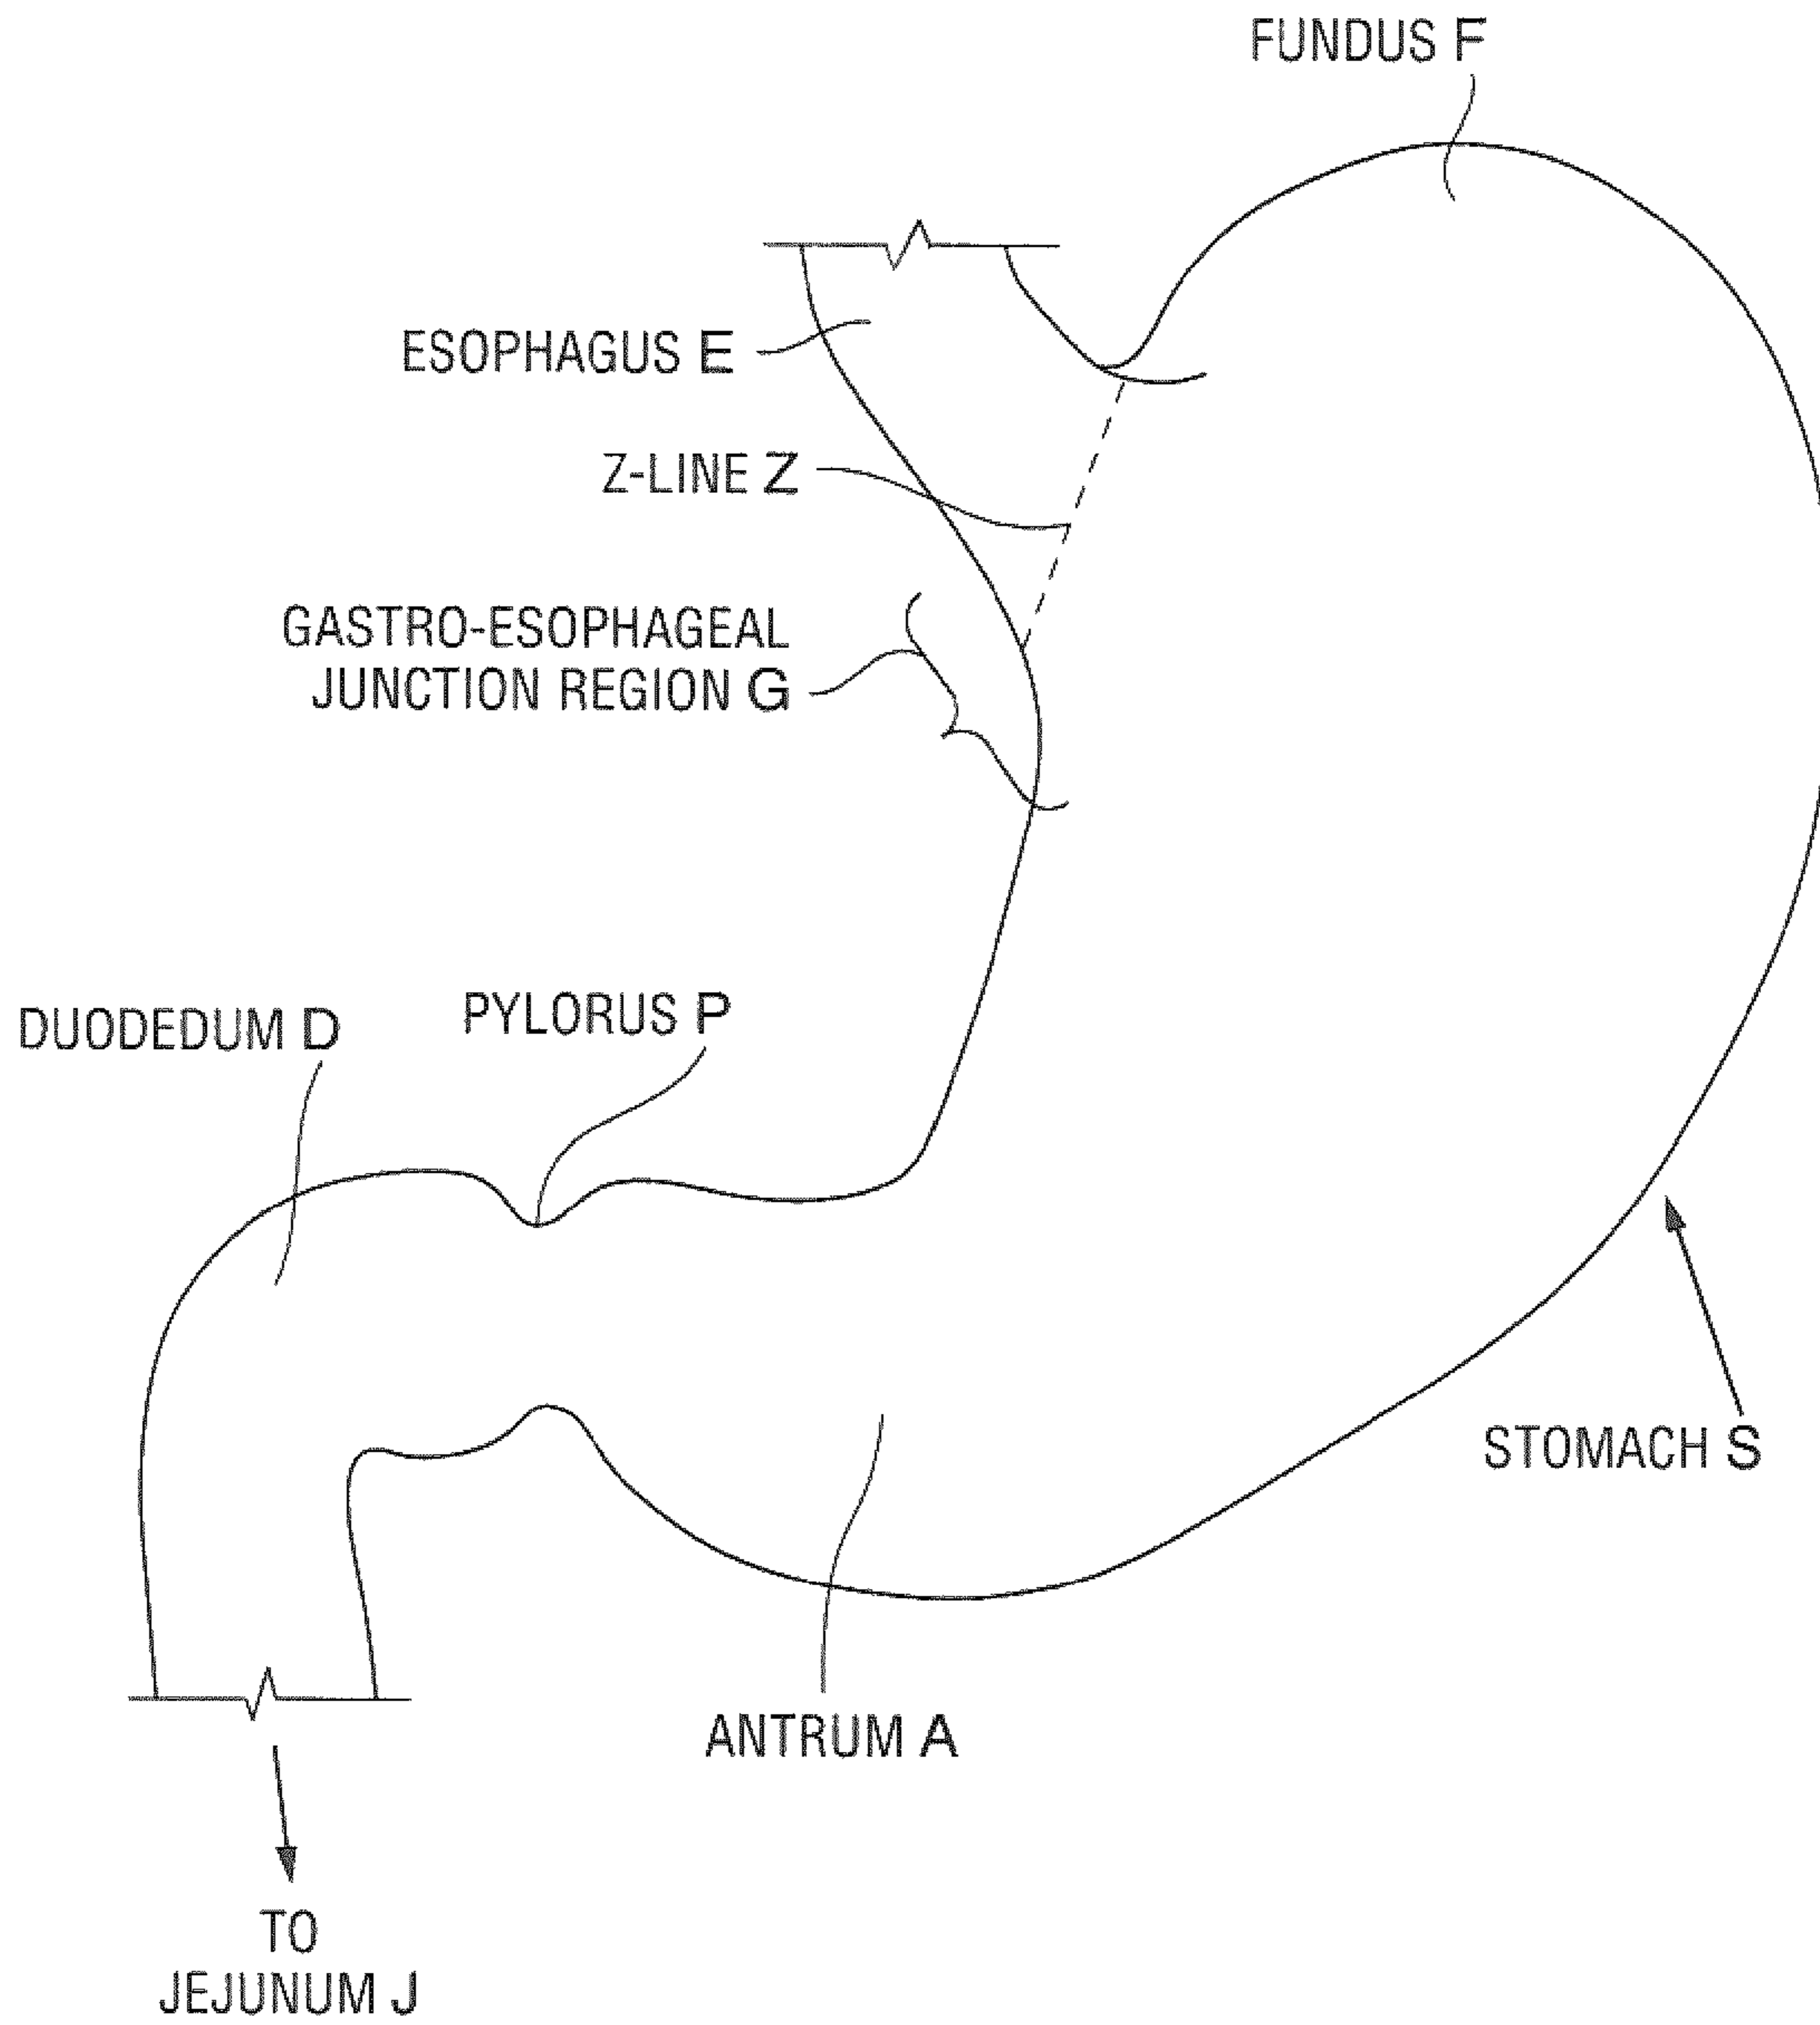 FUNDUS F
ESOPHAGUS E
Z-LINE Z
GASTRO-ESOPHAGEAL
JUNCTION REGION G
DUODEDUM D
PYLORUS P
STOMACH S
ANTRUM A
TO
JEJUNUM J